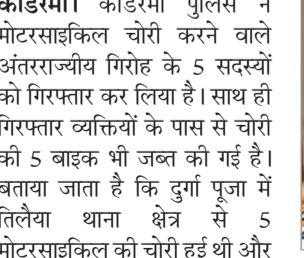 कोडरमा। कोडरमा पुलिस ने
मोटरसाइकिल चोरी करने वाले
अंतरराज्यीय गिरोह के 5 सदस्यों
को गिरफ्तार कर लिया है। साथ ही
गिरफ्तार व्यक्तियों के पास से चोरी
की 5 बाइक भी जब्त की गई है।
बताया जाता है कि दुर्गा पूजा में
तिलैया थाना क्षेत्र से 5
मोटरसाइकिल की चोरी हुई थी और